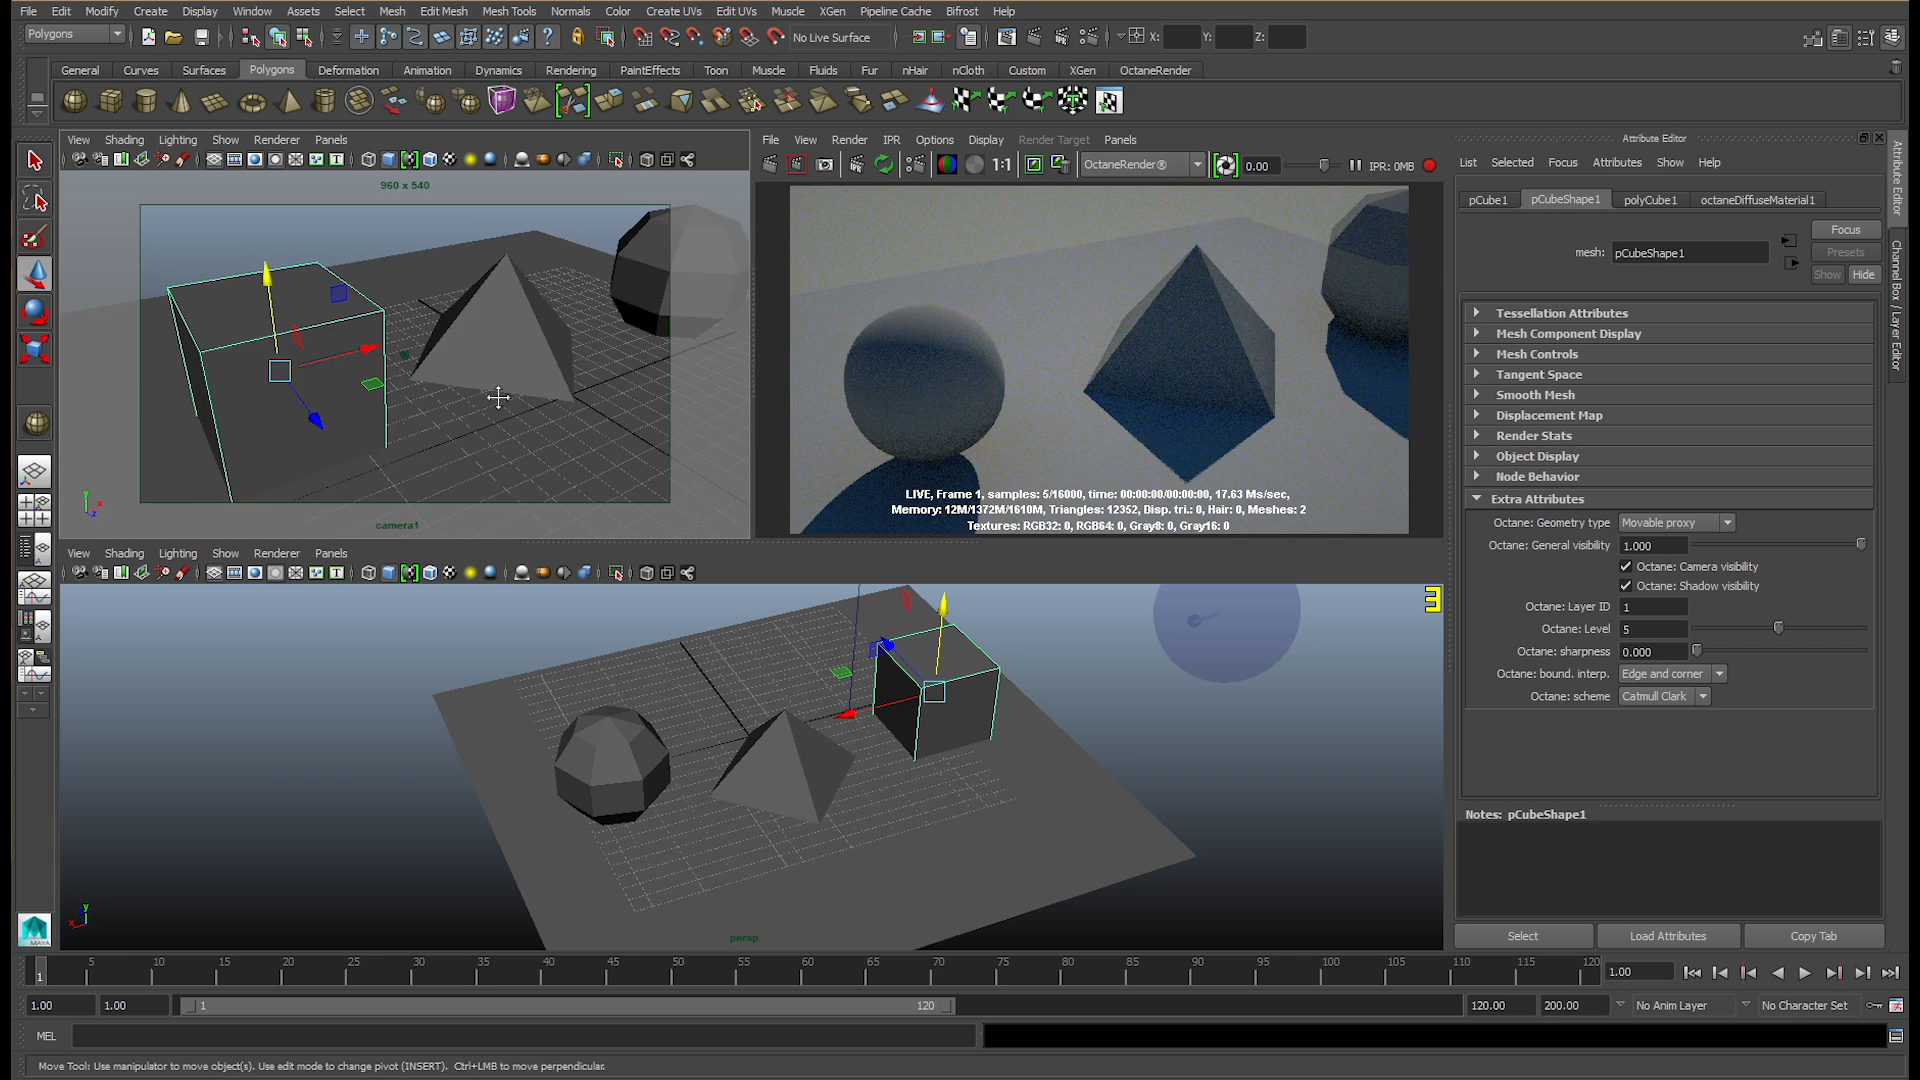 File Edit Modify Create Display Window Assets Select Mesh Edit Mesh Mesh Tools Normals Color Create UVs Edit UVs Muscle XGen Pipeline Cache Bifrost Help
Polygons No Live Surface X: Y: Z:
General Curves Surfaces Polygons Deformation Animation Dynamics Rendering PaintEffects Toon Muscle Fluids Fur nHair nCloth Custom XGen OctaneRender
View Shading Lighting Show Renderer Panels
960 x 540
camera1
File View Render IPR Options Display Render Target Panels
1:1 OctaneRender® 0.00 IPR: 0MB
LIVE, Frame 1, samples: 5/16000, time: 00:00:00/00:00:00, 17.63 Ms/sec,
Memory: 12M/1372M/1610M, Triangles: 12352, Disp. tri.: 0, Hair: 0, Meshes: 2
Textures: RGB32: 0, RGB64: 0, Gray8: 0, Gray16: 0
View Shading Lighting Show Renderer Panels
3
persp
MAYA
Attribute Editor
List Selected Focus Attributes Show Help
pCube1 pCubeShape1 polyCube1 octaneDiffuseMaterial1
Focus
mesh: pCubeShape1 Presets
Show Hide
Tessellation Attributes
Mesh Component Display
Mesh Controls
Tangent Space
Smooth Mesh
Displacement Map
Render Stats
Object Display
Node Behavior
Extra Attributes
Octane: Geometry type Movable proxy
Octane: General visibility 1.000
Octane: Camera visibility
Octane: Shadow visibility
Octane: Layer ID 1
Octane: Level 5
Octane: sharpness 0.000
Octane: bound. interp. Edge and corner
Octane: scheme Catmull Clark
Notes: pCubeShape1
Select Load Attributes Copy Tab
Attribute Editor
Channel Box / Layer Editor
1 5 10 15 20 25 30 35 40 45 50 55 60 65 70 75 80 85 90 95 100 105 110 115 120 1.00
1.00 1.00 1 120 120.00 200.00 No Anim Layer No Character Set
MEL
Move Tool: Use manipulator to move object(s). Use edit mode to change pivot (INSERT). Ctrl+LMB to move perpendicular.